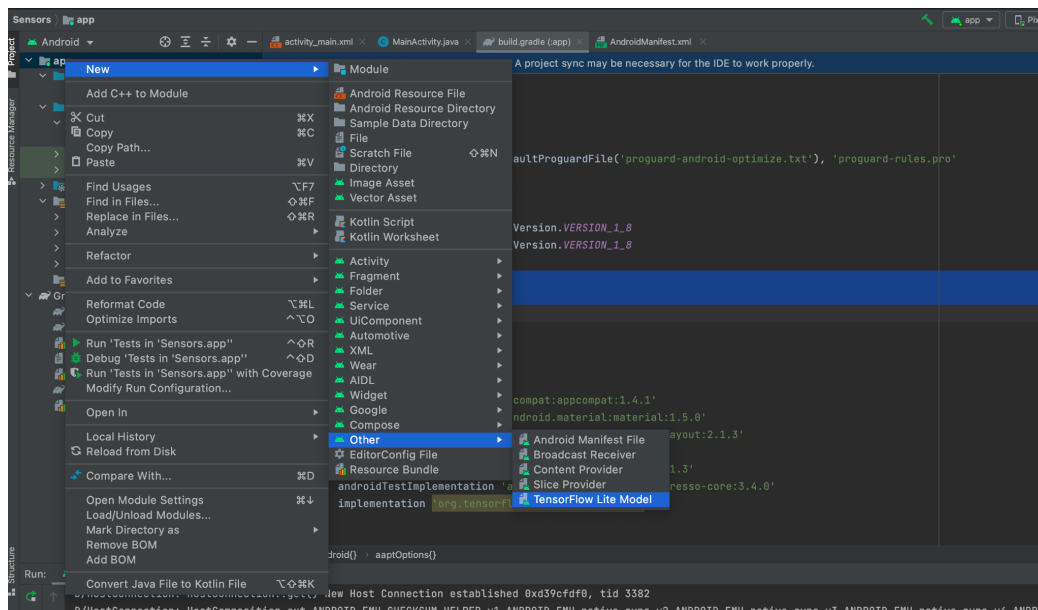 Sensors app
app
Pix
Android
activity_main.xml
MainActivity.java
build.gradle (:app)
AndroidManifest.xml
Project
Resource Manager
Structure
A project sync may be necessary for the IDE to work properly.
New
Add C++ to Module
Cut ⌘X
Copy ⌘C
Copy Path...
Paste ⌘V
Find Usages ⌥F7
Find in Files... ⇧⌘F
Replace in Files... ⇧⌘R
Analyze
Refactor
Add to Favorites
Reformat Code ⌥⌘L
Optimize Imports ^⌥O
Run 'Tests in 'Sensors.app'' ^⇧R
Debug 'Tests in 'Sensors.app'' ^⇧D
Run 'Tests in 'Sensors.app'' with Coverage
Modify Run Configuration...
Open In
Local History
Reload from Disk
Compare With... ⌘D
Open Module Settings ⌘↓
Load/Unload Modules...
Mark Directory as
Remove BOM
Add BOM
Convert Java File to Kotlin File ⌥⇧⌘K
Module
Android Resource File
Android Resource Directory
Sample Data Directory
File
Scratch File ⇧⌘N
Directory
Image Asset
Vector Asset
Kotlin Script
Kotlin Worksheet
Activity
Fragment
Folder
Service
UiComponent
Automotive
XML
Wear
AIDL
Widget
Google
Compose
Other
EditorConfig File
Resource Bundle
Android Manifest File
Broadcast Receiver
Content Provider
Slice Provider
TensorFlow Lite Model
ap
Gr
aultProguardFile('proguard-android-optimize.txt'), 'proguard-rules.pro'
Version.VERSION_1_8
Version.VERSION_1_8
compat:appcompat:1.4.1'
ndroid.material:material:1.5.0'
ayout:2.1.3'
1.3'
androidTestImplementation 'a resso-core:3.4.0'
implementation 'org.tensorfl
droid{} › aaptOptions{}
Run:
New Host Connection established 0xd39cfdf0, tid 3382